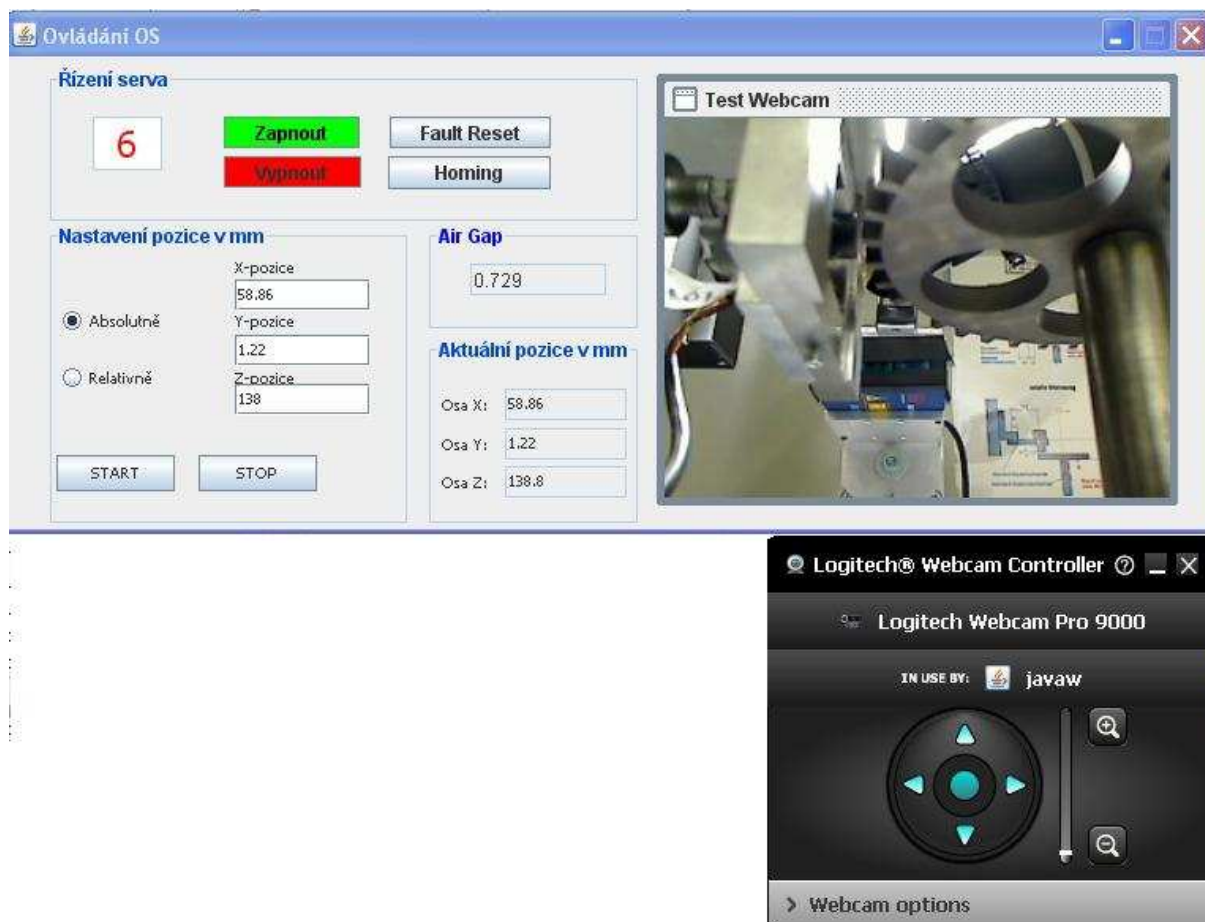 Ovládání OS
Řízení serva
6
Zapnout
Fault Reset
Vypnout
Homing
Nastavení pozice v mm
X-pozice
58.86
Absolutně
Y-pozice
1.22
Relativně
Z-pozice
138
START
STOP
Air Gap
0.729
Aktuální pozice v mm
Osa X:
58.86
Osa Y:
1.22
Osa Z:
138.8
Test Webcam
Logitech® Webcam Controller
Logitech Webcam Pro 9000
IN USE BY: javaw
Webcam options